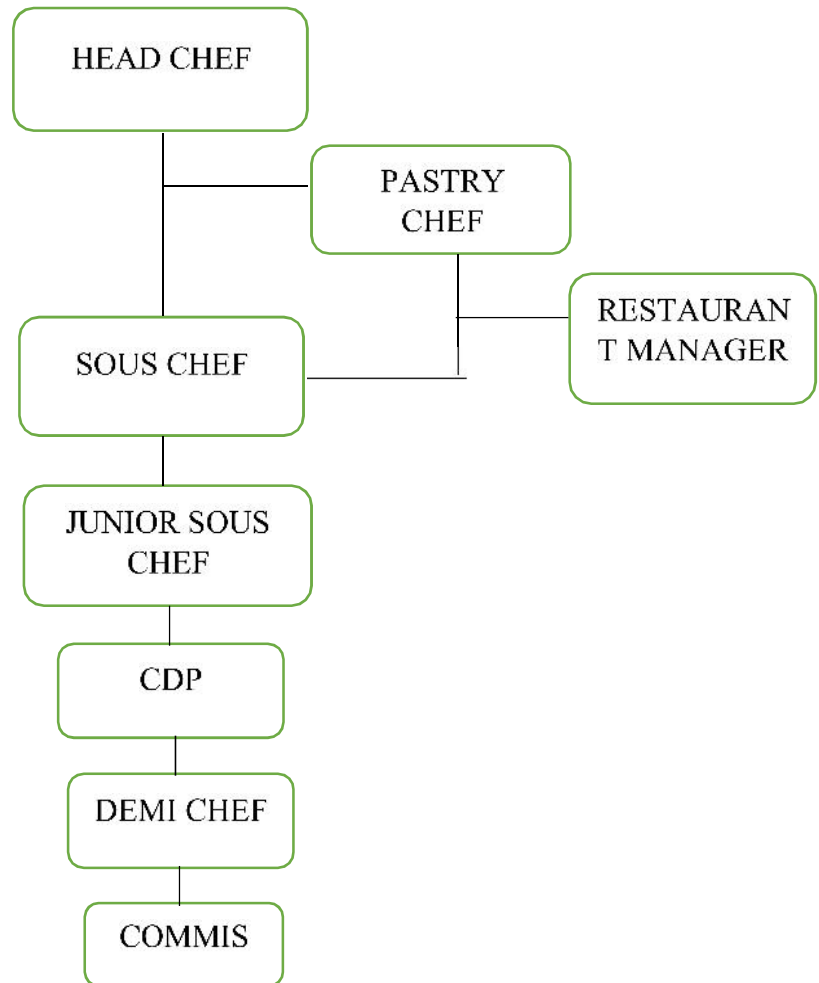 HEAD CHEF
PASTRY
CHEF
RESTAURAN
T MANAGER
SOUS CHEF
JUNIOR SOUS
CHEF
CDP
DEMI CHEF
COMMIS